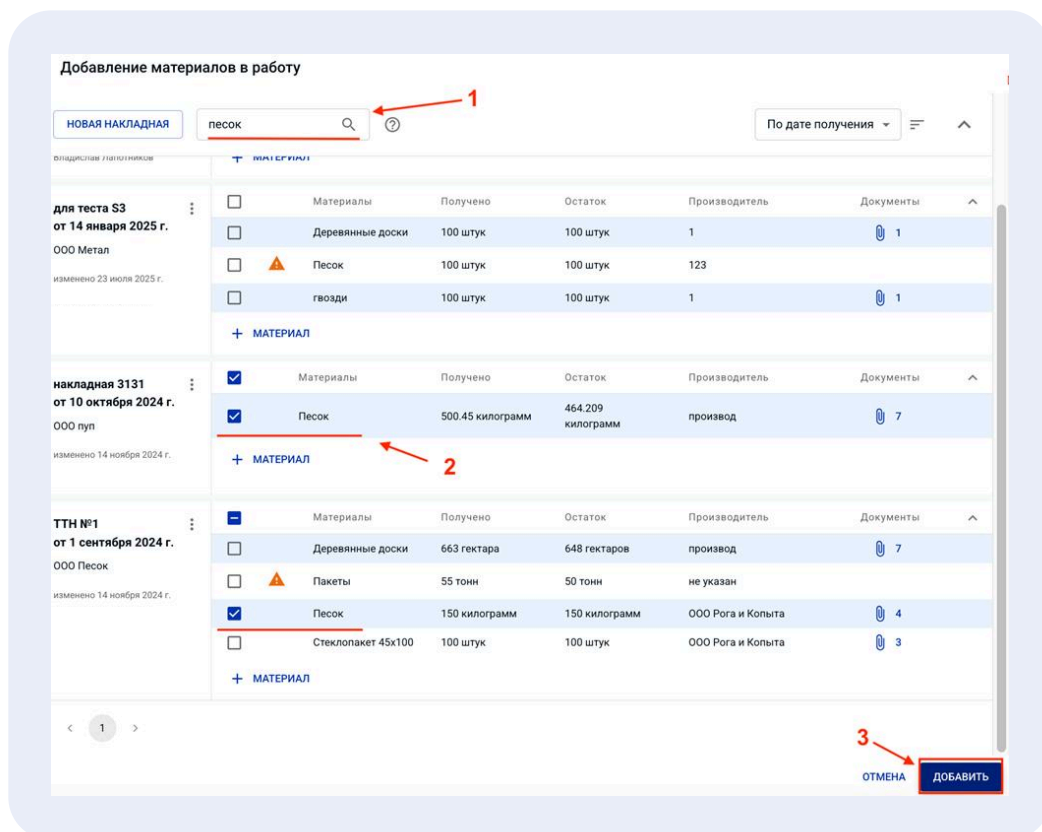 Добавление материалов в работу
1
НОВАЯ НАКЛАДНАЯ песок По дате получения
Владислав Лапотников + МАТЕРИАЛ
для теста S3
от 14 января 2025 г.
ООО Метал
изменено 23 июля 2025 г.
Материалы Получено Остаток Производитель Документы
Деревянные доски 100 штук 100 штук 1 1
Песок 100 штук 100 штук 123
гвозди 100 штук 100 штук 1 1
+ МАТЕРИАЛ
накладная 3131
от 10 октября 2024 г.
ООО пуп
изменено 14 ноября 2024 г.
Материалы Получено Остаток Производитель Документы
Песок 500.45 килограмм 464.209 килограмм производ 7
+ МАТЕРИАЛ
2
ТТН №1
от 1 сентября 2024 г.
ООО Песок
изменено 14 ноября 2024 г.
Материалы Получено Остаток Производитель Документы
Деревянные доски 663 гектара 648 гектаров производ 7
Пакеты 55 тонн 50 тонн не указан
Песок 150 килограмм 150 килограмм ООО Рога и Копыта 4
Стеклопакет 45х100 100 штук 100 штук ООО Рога и Копыта 3
+ МАТЕРИАЛ
< 1 >
3
ОТМЕНА ДОБАВИТЬ